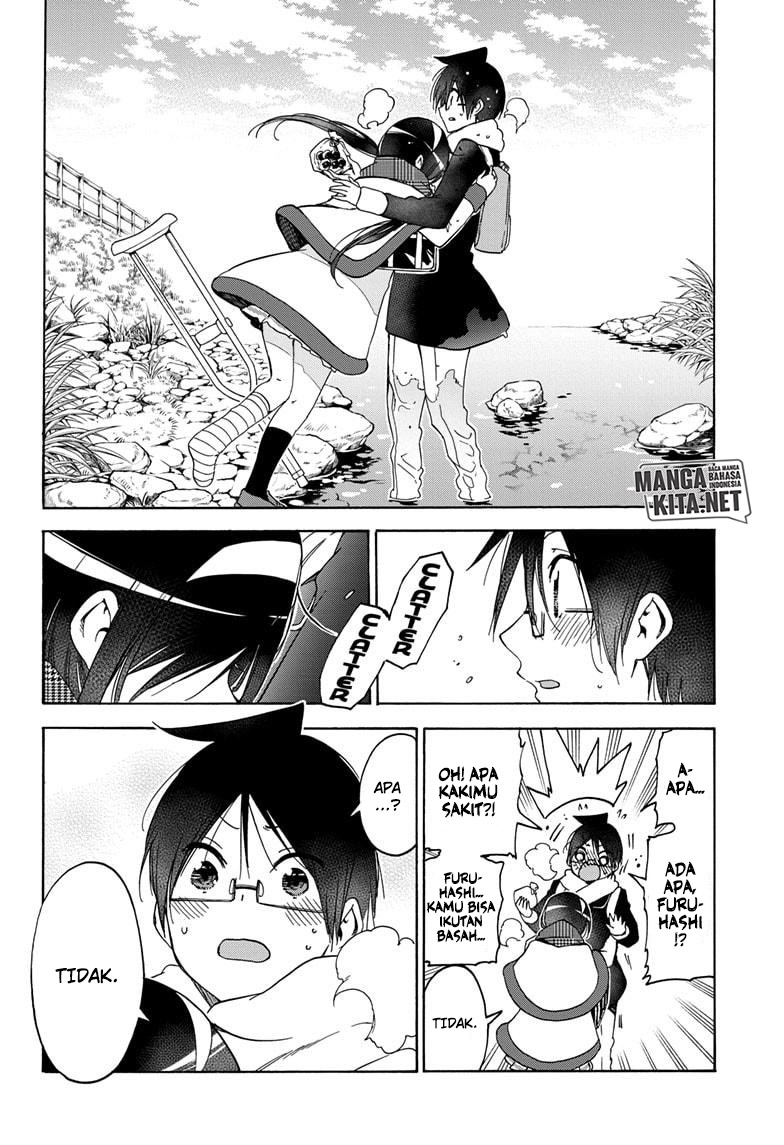 MANGA
KITA.NET
BACA MANGA
BAHASA
INDONESIA
CLATTER
CLATTER
A-
APA...
ADA
APA,
FURU-
HASHI
!?
OH! APA
KAKIMU
SAKIT?!
FURU-
HASHI...
KAMU BISA
IKUTAN
BASAH...
TIDAK.
APA
...?
TIDAK.